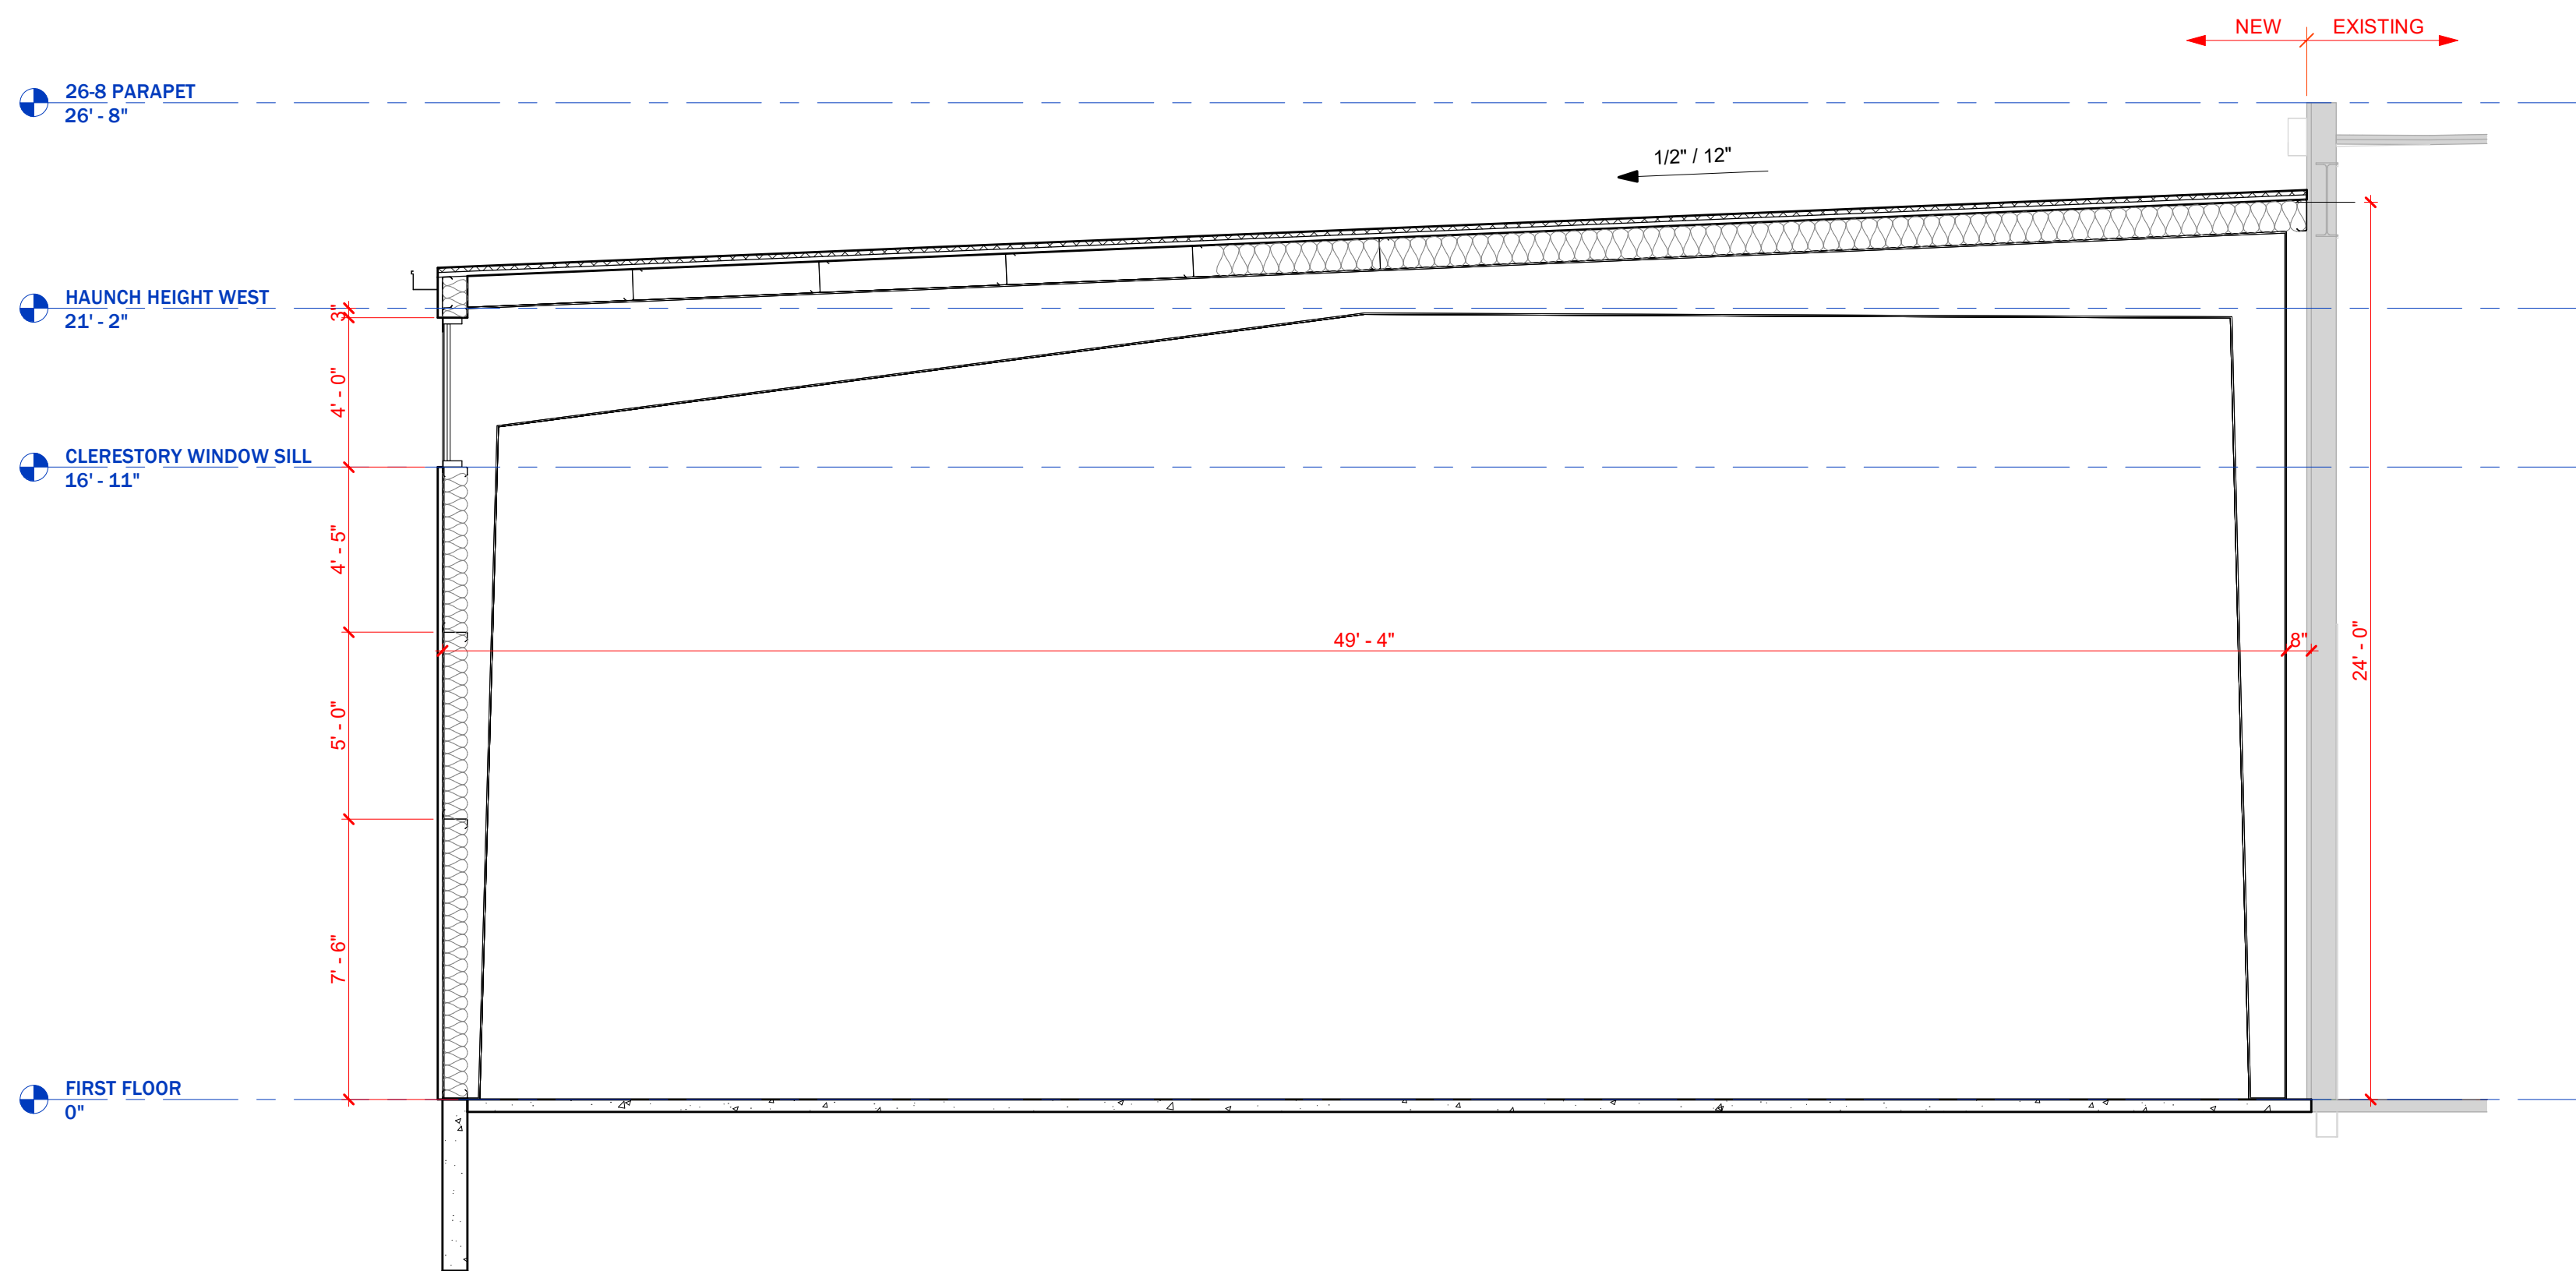 NEW
EXISTING
26-8 PARAPET
26' - 8"
1/2" / 12"
HAUNCH HEIGHT WEST
21' - 2"
3"
4' - 0"
CLERESTORY WINDOW SILL
16' - 11"
4' - 5"
49' - 4"
8"
24' - 0"
5' - 0"
7' - 6"
FIRST FLOOR
0"